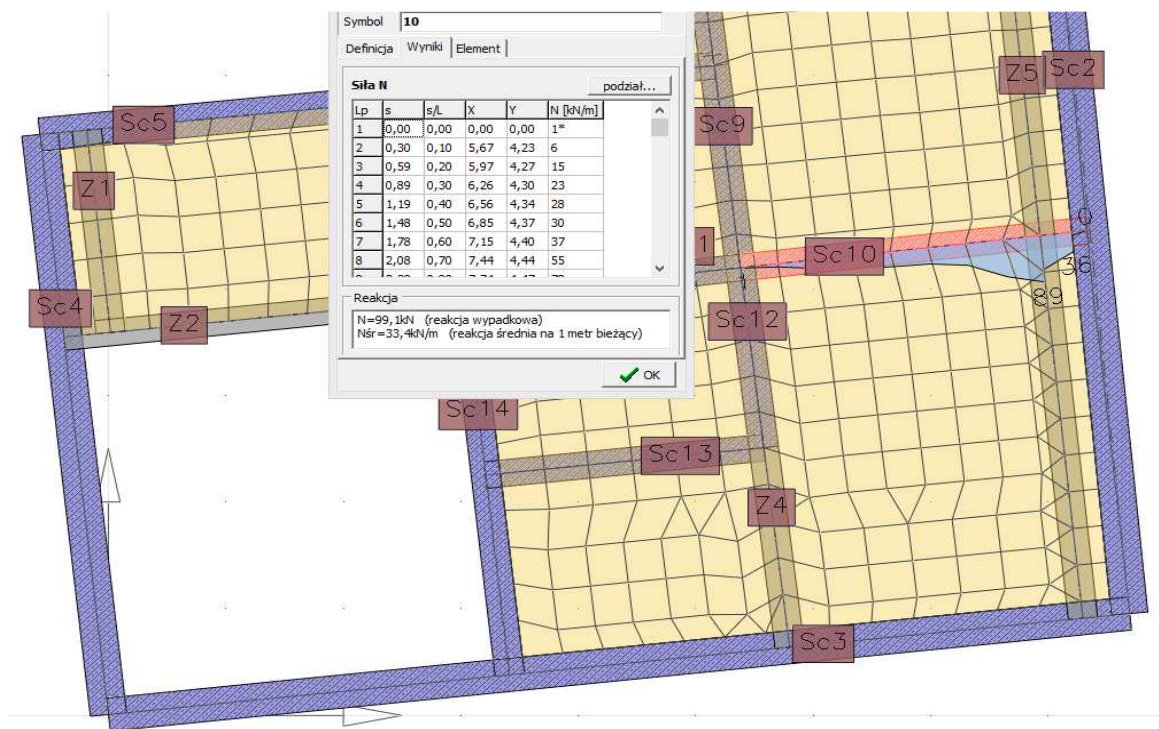 Symbol 10
Definicja Wyniki Element
Siła N podział...
Lp s s/L X Y N [kN/m]
1 0,00 0,00 0,00 0,00 1*
2 0,30 0,10 5,67 4,23 6
3 0,59 0,20 5,97 4,27 15
4 0,89 0,30 6,26 4,30 23
5 1,19 0,40 6,56 4,34 28
6 1,48 0,50 6,85 4,37 30
7 1,78 0,60 7,15 4,40 37
8 2,08 0,70 7,44 4,44 55
Reakcja
N=99,1kN (reakcja wypadkowa)
Nśr=33,4kN/m (reakcja średnia na 1 metr bieżący)
OK
Z5
Sc2
Sc5
Sc9
Z1
0
1
Sc10
36
1
89
Sc4
Z2
Sc12
Sc14
Sc13
Z4
Sc3